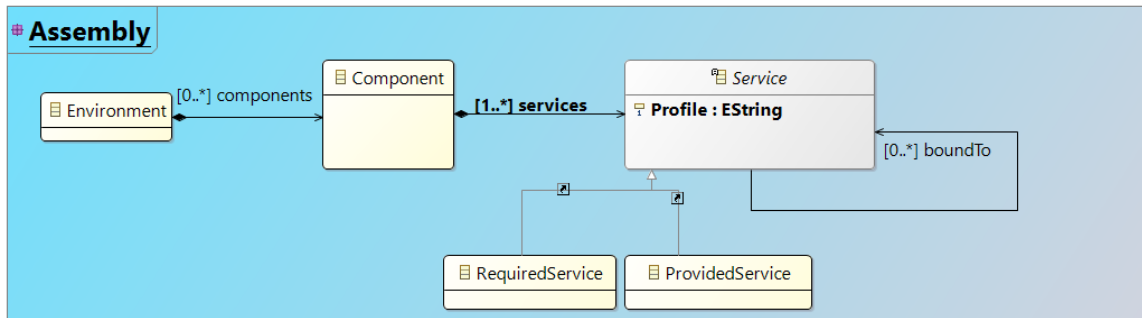 Assembly
Component
Service
[0..*] components
Environment
[1..*] services
Profile : EString
[0..*] boundTo
RequiredService
ProvidedService